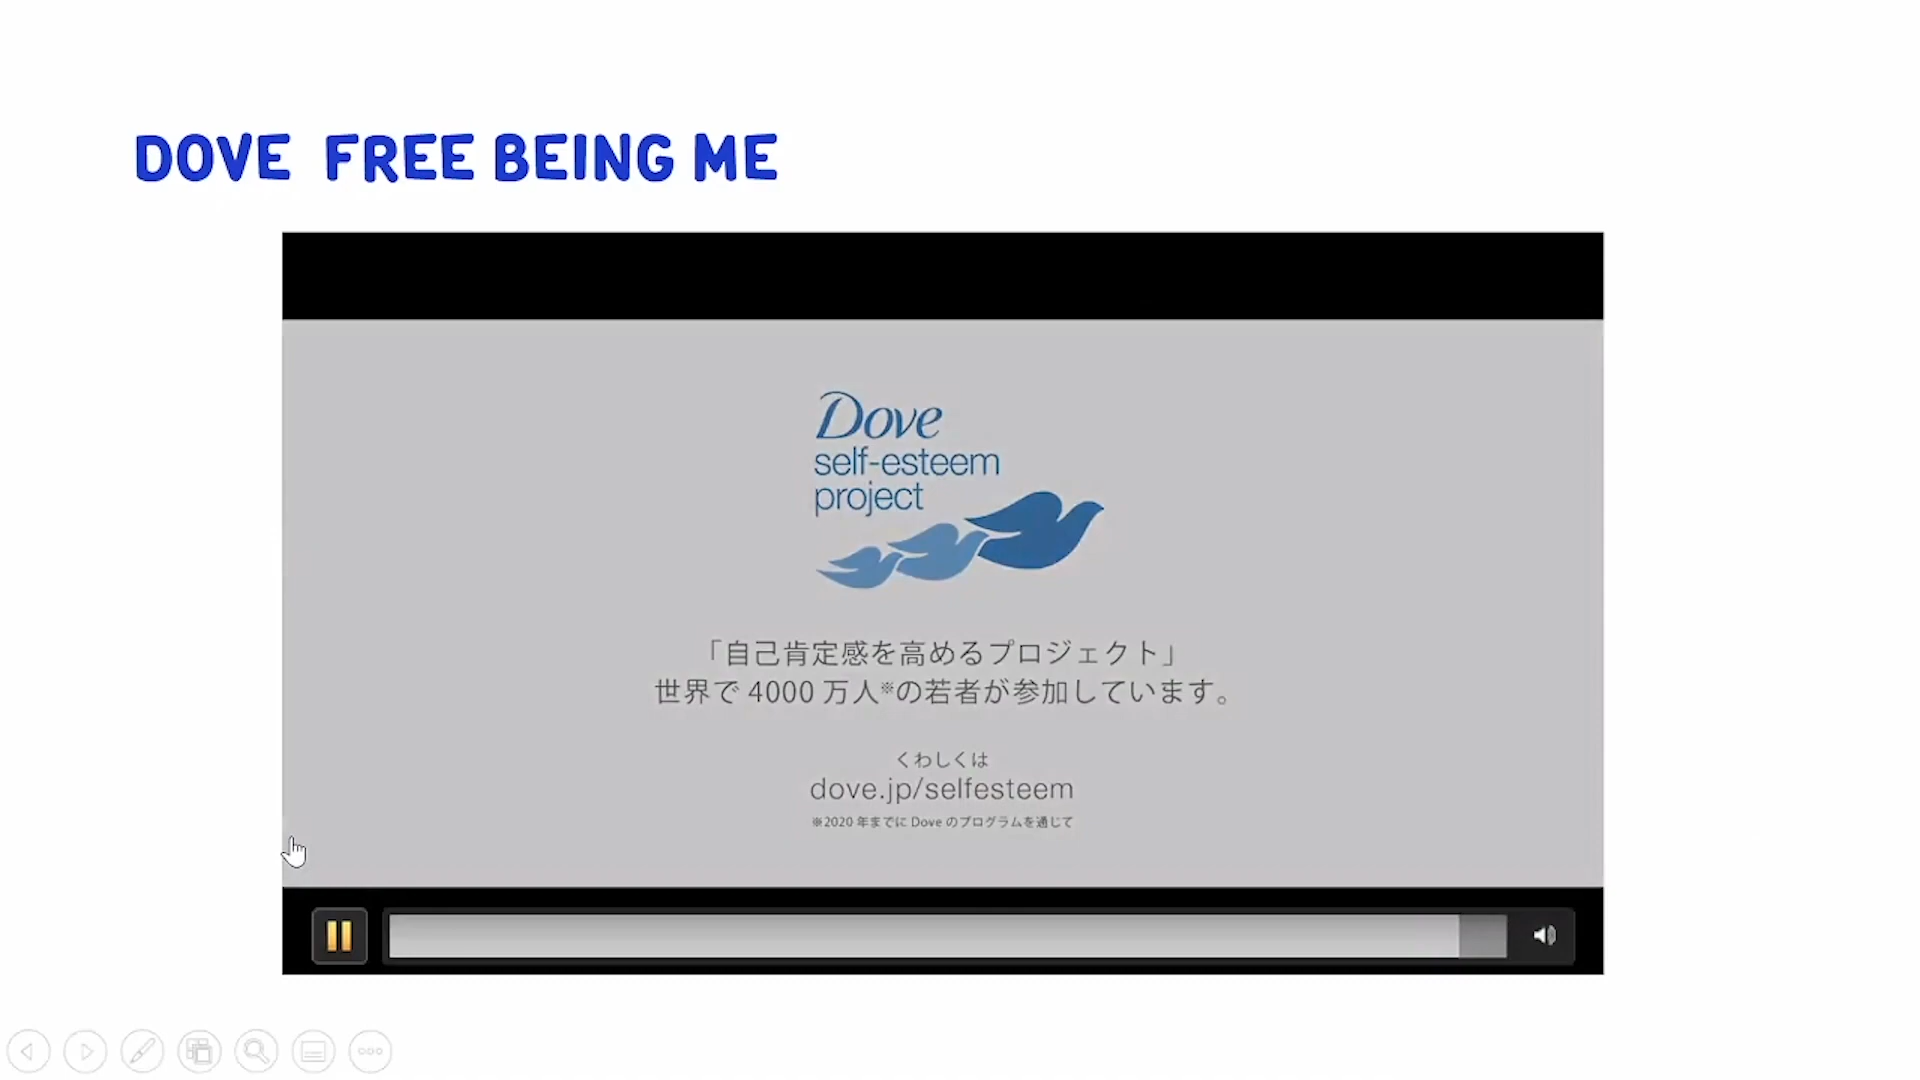 DOVE FREE BEING ME
Dove
self-esteem
project
「自己肯定感を高めるプロジェクト」
世界で 4000 万人※の若者が参加しています。
くわしくは
dove.jp/selfesteem
※2020 年までに Dove のプログラムを通じて